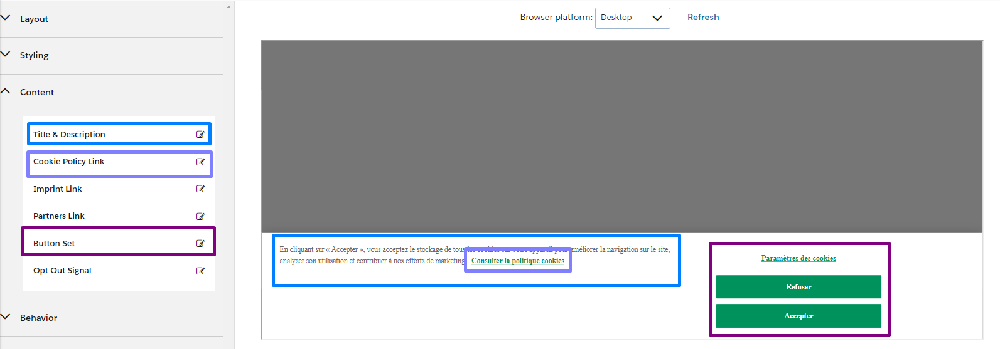 Layout
Styling
Content
Title & Description
Cookie Policy Link
Imprint Link
Partners Link
Button Set
Opt Out Signal
Behavior
Browser platform: Desktop Refresh
En cliquant sur « Accepter », vous acceptez le stockage de tous les cookies sur votre appareil pour améliorer la navigation sur le site,
analyser son utilisation et contribuer à nos efforts de marketing. Consulter la politique cookies
Paramètres des cookies
Refuser
Accepter